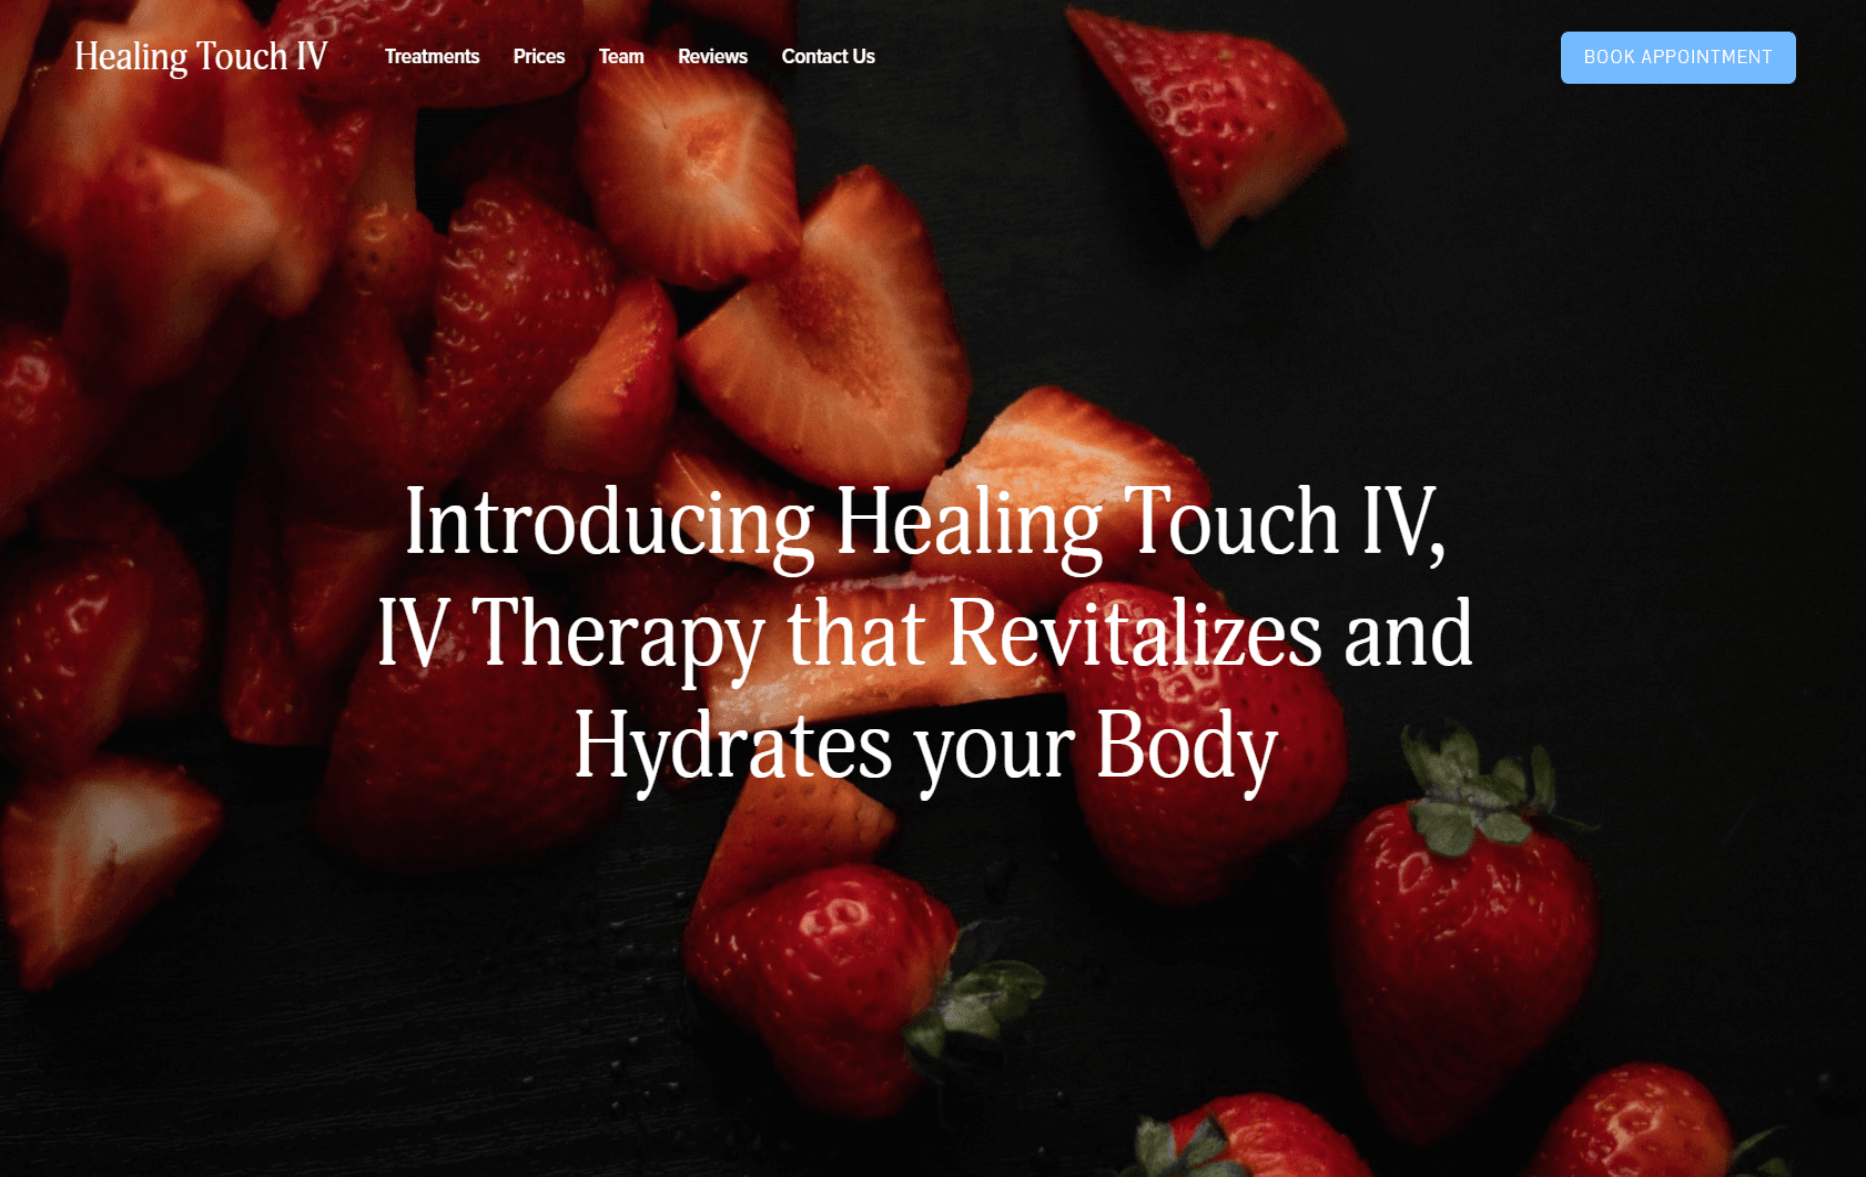 Healing Touch IV
Treatments Prices Team Reviews Contact Us
BOOK APPOINTMENT
Introducing Healing Touch IV,
IV Therapy that Revitalizes and
Hydrates your Body